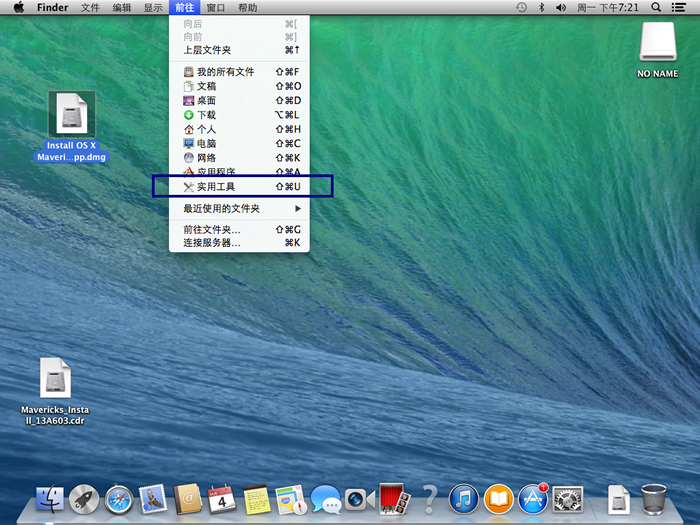 Finder 文件 编辑 显示 前往 窗口 帮助 周一 下午7:21
向后 ⌘[
向前 ⌘]
上层文件夹 ⌘↑
我的所有文件 ⇧⌘F
文稿 ⇧⌘O
桌面 ⇧⌘D
下载 ⌥⌘L
个人 ⇧⌘H
电脑 ⇧⌘C
网络 ⇧⌘K
应用程序 ⇧⌘A
实用工具 ⇧⌘U
最近使用的文件夹 ▶
前往文件夹... ⇧⌘G
连接服务器... ⌘K
NO NAME
Install OS X
Maveri...pp.dmg
Mavericks_Insta
ll_13A603.cdr
4
1